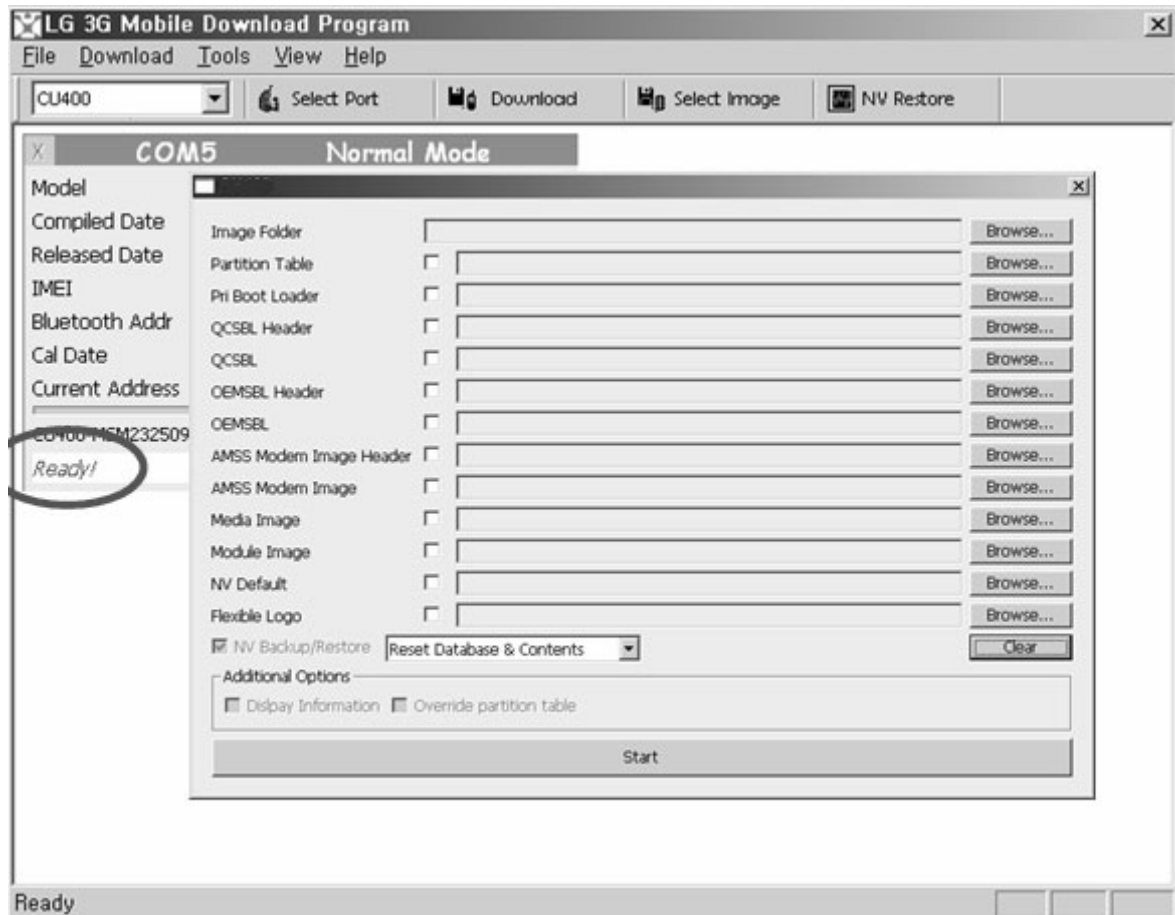 LG 3G Mobile Download Program
File Download Tools View Help
CU400 Select Port Download Select Image NV Restore
X COM5 Normal Mode
Model
Compiled Date
Released Date
IMEI
Bluetooth Addr
Cal Date
Current Address
CU400-MSM232509
Ready!
Image Folder Browse...
Partition Table Browse...
Pri Boot Loader Browse...
QCSBL Header Browse...
QCSBL Browse...
OEMSBL Header Browse...
OEMSBL Browse...
AMSS Modem Image Header Browse...
AMSS Modem Image Browse...
Media Image Browse...
Module Image Browse...
NV Default Browse...
Flexible Logo Browse...
NV Backup/Restore Reset Database & Contents Clear
Additional Options
Dislpay Information Override partition table
Start
Ready